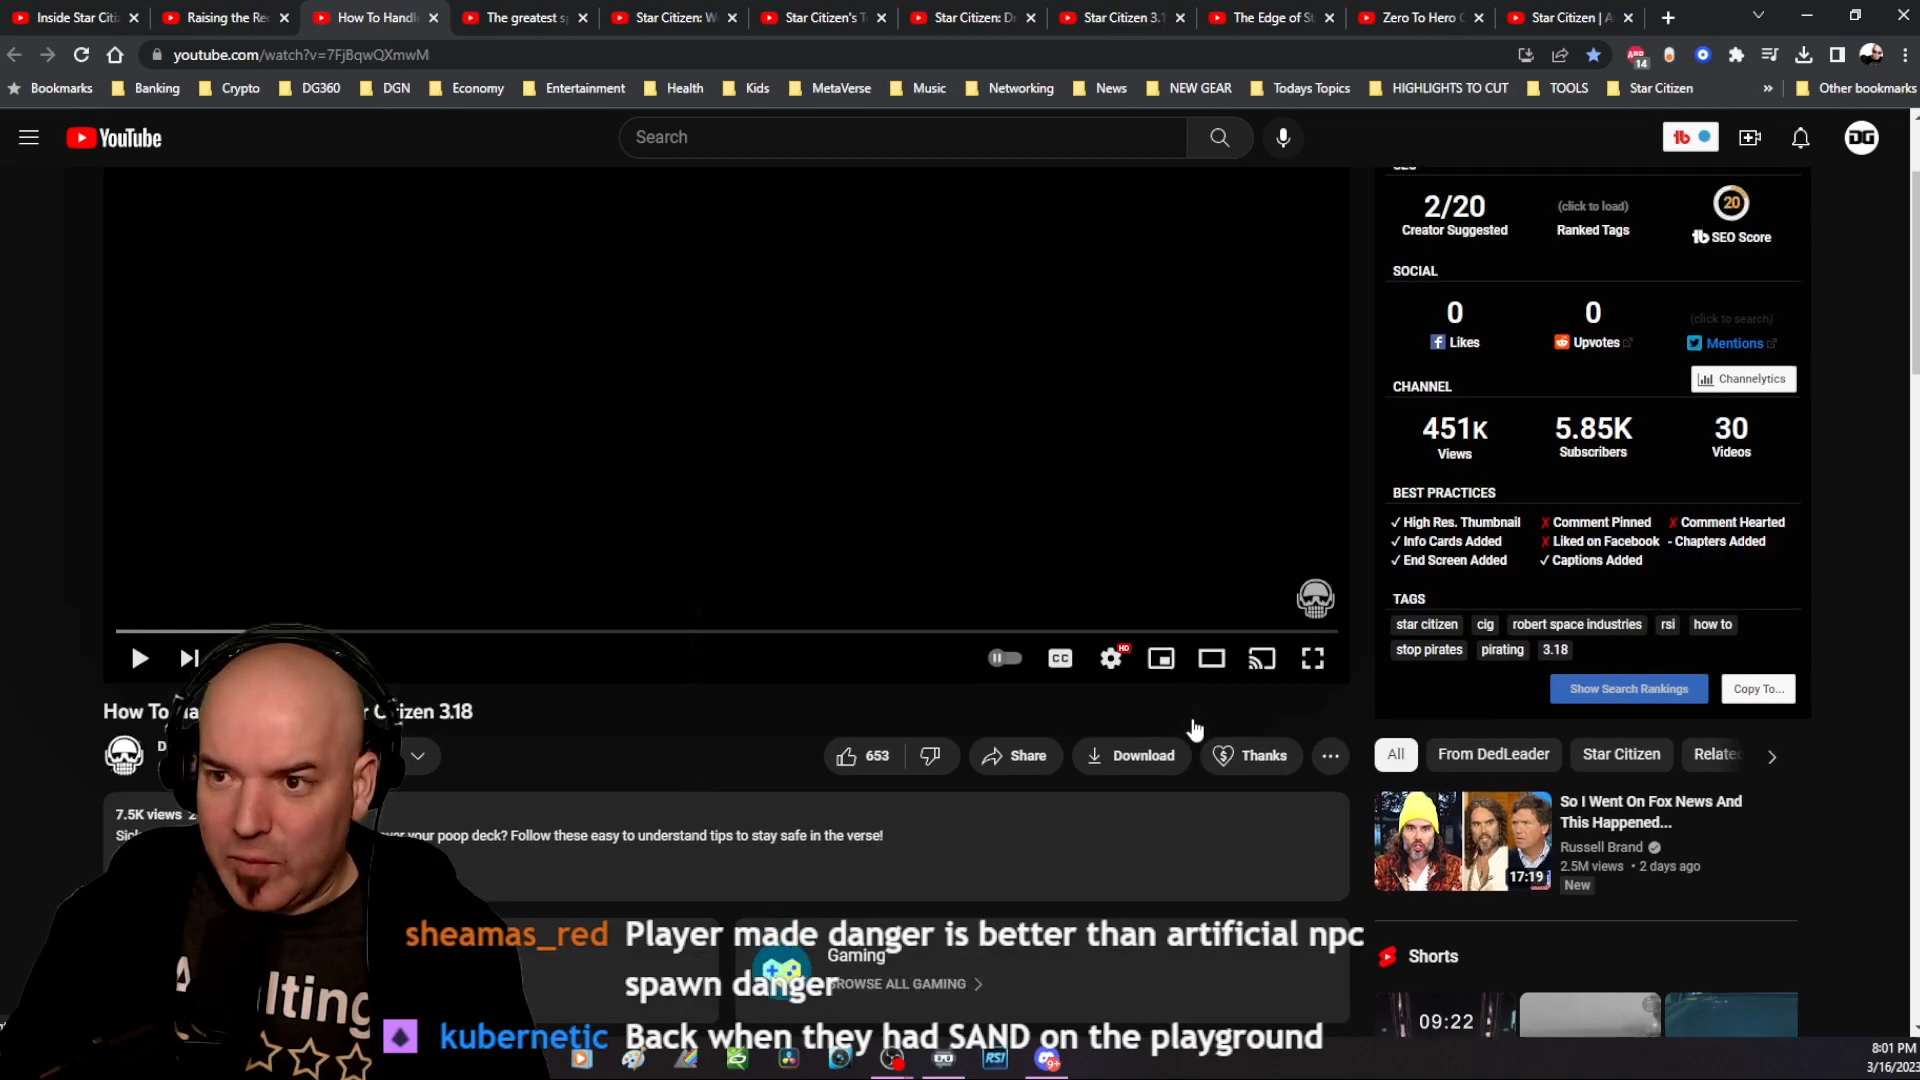 Inside Star Citi
Raising the Re
How To Handl
The greatest s
Star Citizen: W
Star Citizen's T
Star Citizen: D
Star Citizen 3.1
The Edge of S
Zero To Hero
Star Citizen | A
youtube.com/watch?v=7FjBqwQXmwM
14
Bookmarks
Banking
Crypto
DG360
DGN
Economy
Entertainment
Health
Kids
MetaVerse
Music
Networking
News
NEW GEAR
Todays Topics
HIGHLIGHTS TO CUT
TOOLS
Star Citizen
»
Other bookmarks
YouTube
Search
tb
DG
2/20
Creator Suggested
(click to load)
Ranked Tags
20
tb SEO Score
SOCIAL
0
Likes
0
Upvotes
(click to search)
Mentions
CHANNEL
Channelytics
451K
Views
5.85K
Subscribers
30
Videos
BEST PRACTICES
✓ High Res. Thumbnail
✗ Comment Pinned
✗ Comment Hearted
✓ Info Cards Added
✗ Liked on Facebook
- Chapters Added
✓ End Screen Added
✓ Captions Added
TAGS
star citizen
cig
robert space industries
rsi
how to
stop pirates
pirating
3.18
Show Search Rankings
Copy To...
CC
HD
How To
Citizen 3.18
653
Share
Download
Thanks
All
From DedLeader
Star Citizen
Relate
7.5K views
your poop deck? Follow these easy to understand tips to stay safe in the verse!
So I Went On Fox News And
This Happened...
Russell Brand
2.5M views • 2 days ago
New
17:19
sheamas_red Player made danger is better than artificial npc
spawn danger
Gaming
BROWSE ALL GAMING
kubernetic Back when they had SAND on the playground
Shorts
09:22
lting
RSI
9+
8:01 PM
3/16/2023